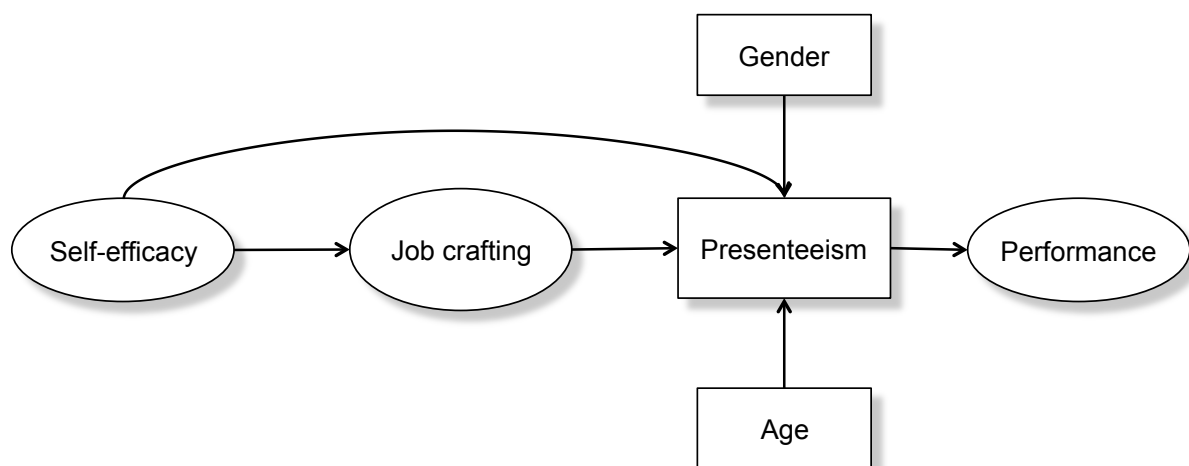 Gender
Self-efficacy
Job crafting
Presenteeism
Performance
Age